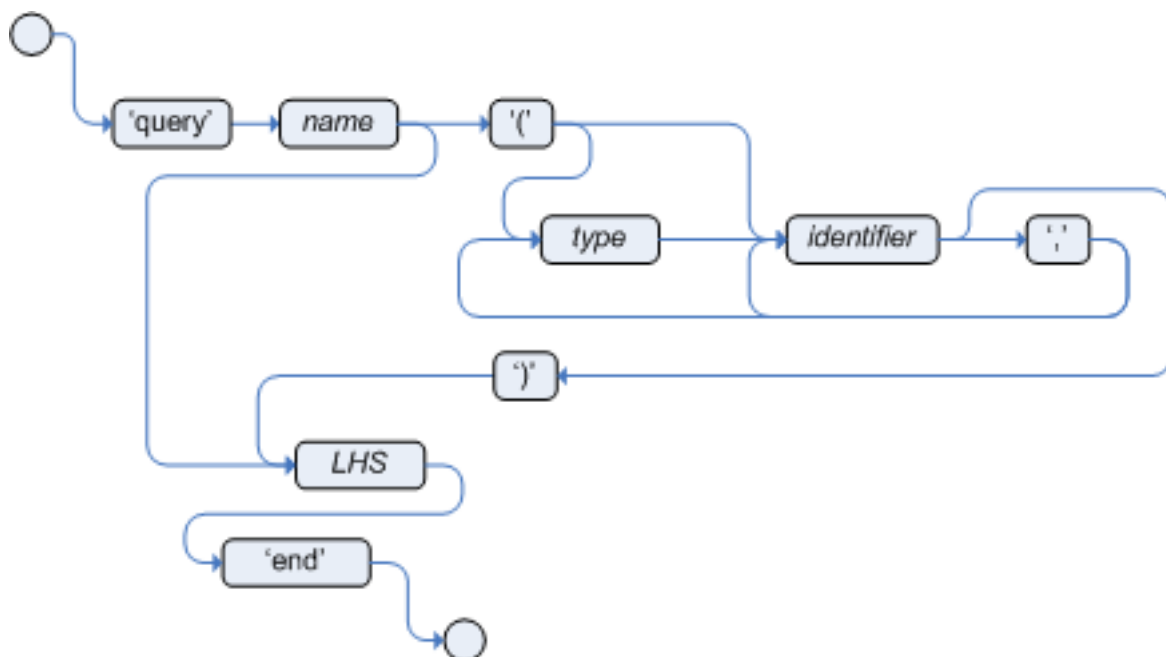 ‘query’ name '('
type identifier ‘,’
‘)’
LHS
‘end’